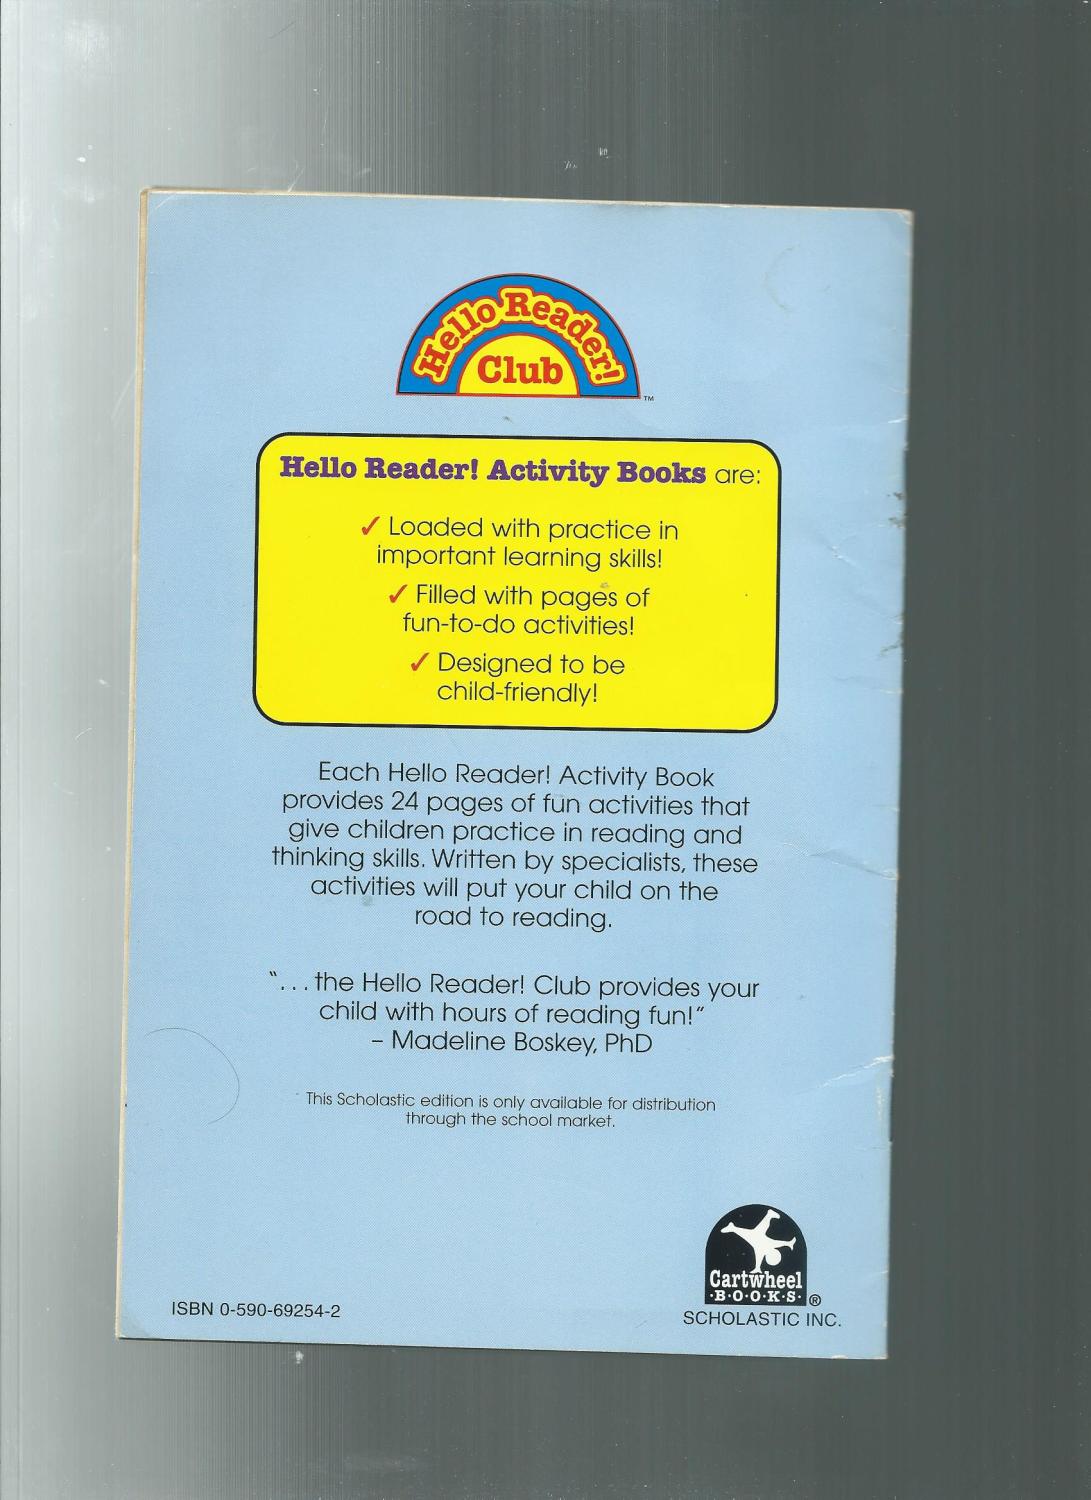 Hello Reader!
Club
™
Hello Reader! Activity Books are:
✓ Loaded with practice in
important learning skills!
✓ Filled with pages of
fun-to-do activities!
✓ Designed to be
child-friendly!
Each Hello Reader! Activity Book
provides 24 pages of fun activities that
give children practice in reading and
thinking skills. Written by specialists, these
activities will put your child on the
road to reading.
“. . . the Hello Reader! Club provides your
child with hours of reading fun!”
– Madeline Boskey, PhD
This Scholastic edition is only available for distribution
through the school market.
Cartwheel
·B·O·O·K·S· ®
SCHOLASTIC INC.
ISBN 0-590-69254-2